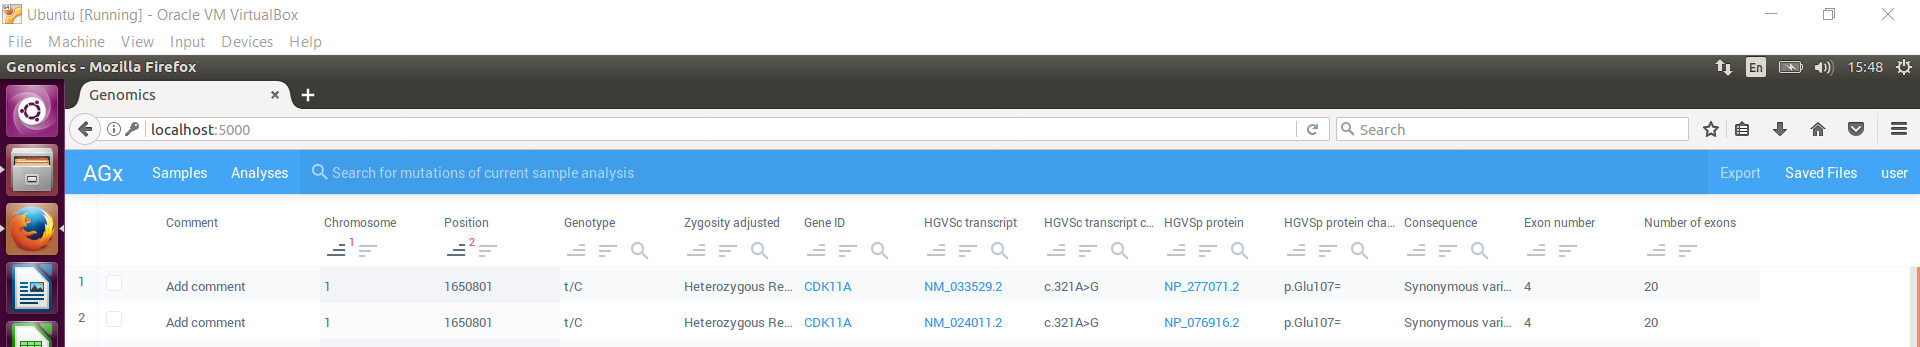 Ubuntu [Running] - Oracle VM VirtualBox
File Machine View Input Devices Help
Genomics - Mozilla Firefox En 15:48
Genomics
localhost:5000 Search
AGx Samples Analyses Search for mutations of current sample analysis Export Saved Files user
Comment Chromosome Position Genotype Zygosity adjusted Gene ID HGVSc transcript HGVSc transcript c... HGVSp protein HGVSp protein cha... Consequence Exon number Number of exons
1 2
1 Add comment 1 1650801 t/C Heterozygous Re... CDK11A NM_033529.2 c.321A>G NP_277071.2 p.Glu107= Synonymous vari... 4 20
2 Add comment 1 1650801 t/C Heterozygous Re... CDK11A NM_024011.2 c.321A>G NP_076916.2 p.Glu107= Synonymous vari... 4 20